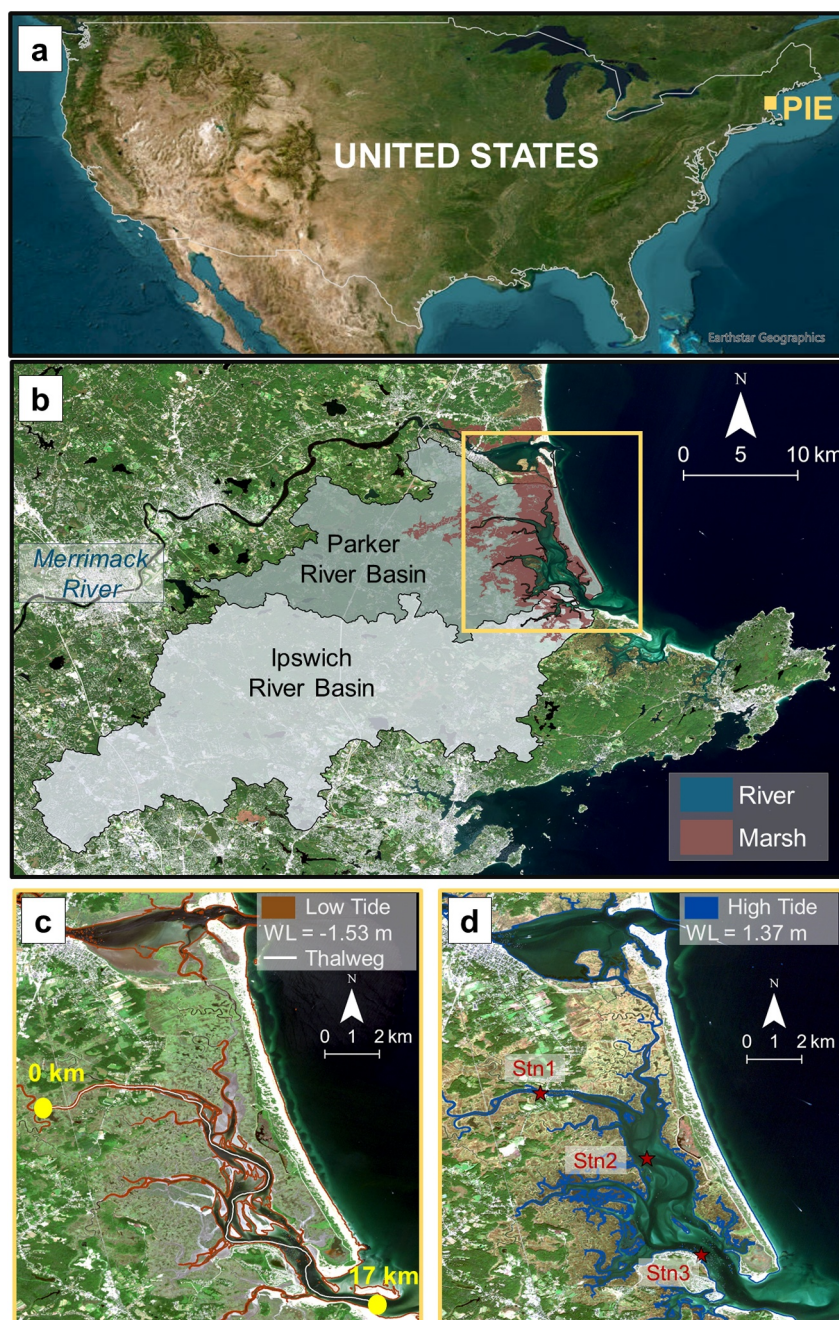 a
PIE
UNITED STATES
Earthstar Geographics
b
N
0 5 10 km
Merrimack
River
Parker
River Basin
Ipswich
River Basin
River
Marsh
c
Low Tide
WL = -1.53 m
Thalweg
N
0 1 2 km
0 km
17 km
d
High Tide
WL = 1.37 m
N
0 1 2 km
Stn1
Stn2
Stn3